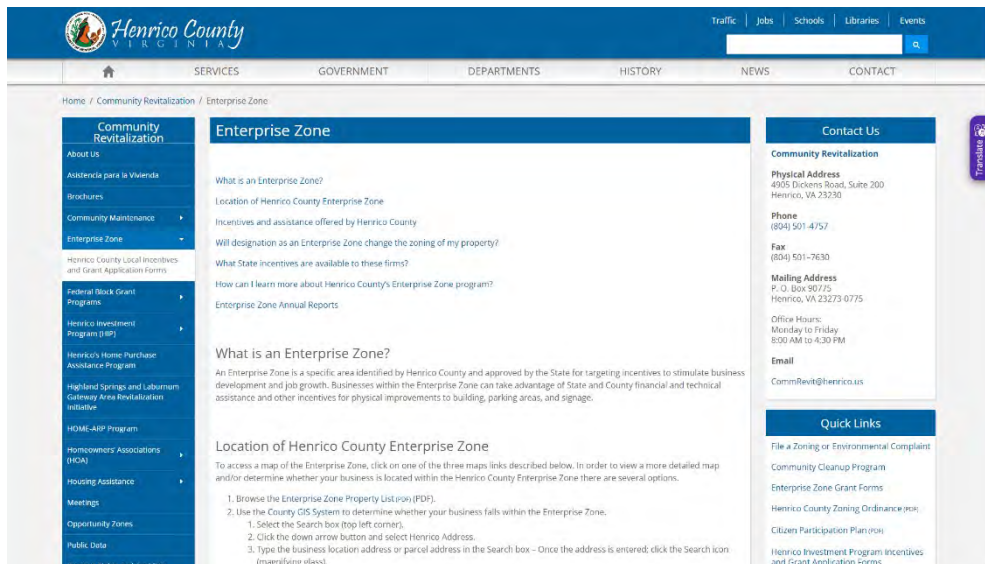 Henrico County
VIRGINIA
Traffic
Jobs
Schools
Libraries
Events
SERVICES
GOVERNMENT
DEPARTMENTS
HISTORY
NEWS
CONTACT
Home / Community Revitalization / Enterprise Zone
Community
Revitalization
About Us
Asistencia para la Vivienda
Brochures
Community Maintenance
Enterprise Zone
Henrico County Local Incentives
and Grant Application Forms
Federal Block Grant
Programs
Henrico Investment
Program (HIP)
Henrico's Home Purchase
Assistance Program
Highland Springs and Laburnum
Gateway Area Revitalization
Initiative
HOME-ARP Program
Homeowners' Associations
(HOA)
Housing Assistance
Meetings
Opportunity Zones
Public Data
Enterprise Zone
What is an Enterprise Zone?
Location of Henrico County Enterprise Zone
Incentives and assistance offered by Henrico County
Will designation as an Enterprise Zone change the zoning of my property?
What State incentives are available to these firms?
How can I learn more about Henrico County's Enterprise Zone program?
Enterprise Zone Annual Reports
What is an Enterprise Zone?
An Enterprise Zone is a specific area identified by Henrico County and approved by the State for targeting incentives to stimulate business
development and job growth. Businesses within the Enterprise Zone can take advantage of State and County financial and technical
assistance and other incentives for physical improvements to building, parking areas, and signage.
Location of Henrico County Enterprise Zone
To access a map of the Enterprise Zone, click on one of the three maps links described below. In order to view a more detailed map
and/or determine whether your business is located within the Henrico County Enterprise Zone there are several options.
1. Browse the Enterprise Zone Property List (PDF) (PDF).
2. Use the County GIS System to determine whether your business falls within the Enterprise Zone.
1. Select the Search box (top left corner).
2. Click the down arrow button and select Henrico Address.
3. Type the business location address or parcel address in the Search box – Once the address is entered; click the Search icon
(magnifying glass).
Contact Us
Community Revitalization
Physical Address
4905 Dickens Road, Suite 200
Henrico, VA 23230
Phone
(804) 501-4757
Fax
(804) 501-7630
Mailing Address
P. O. Box 90775
Henrico, VA 23273-0775
Office Hours:
Monday to Friday
8:00 AM to 4:30 PM
Email
CommRevit@henrico.us
Quick Links
File a Zoning or Environmental Complaint
Community Cleanup Program
Enterprise Zone Grant Forms
Henrico County Zoning Ordinance (PDF)
Citizen Participation Plan (PDF)
Henrico Investment Program Incentives
and Grant Application Forms
Translate